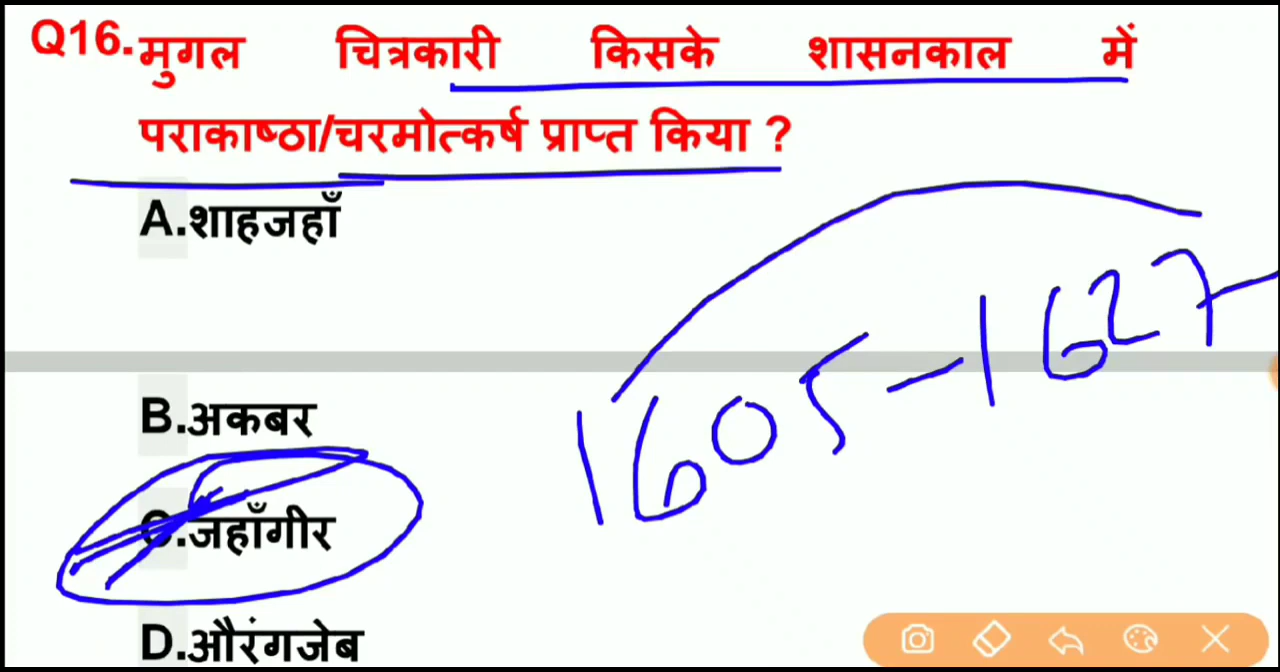 Q16. मुगल चित्रकारी किसके शासनकाल में
पराकाष्ठा/चरमोत्कर्ष प्राप्त किया ?
A.शाहजहाँ
1605-1627
B.अकबर
C.जहाँगीर
D.औरंगजेब